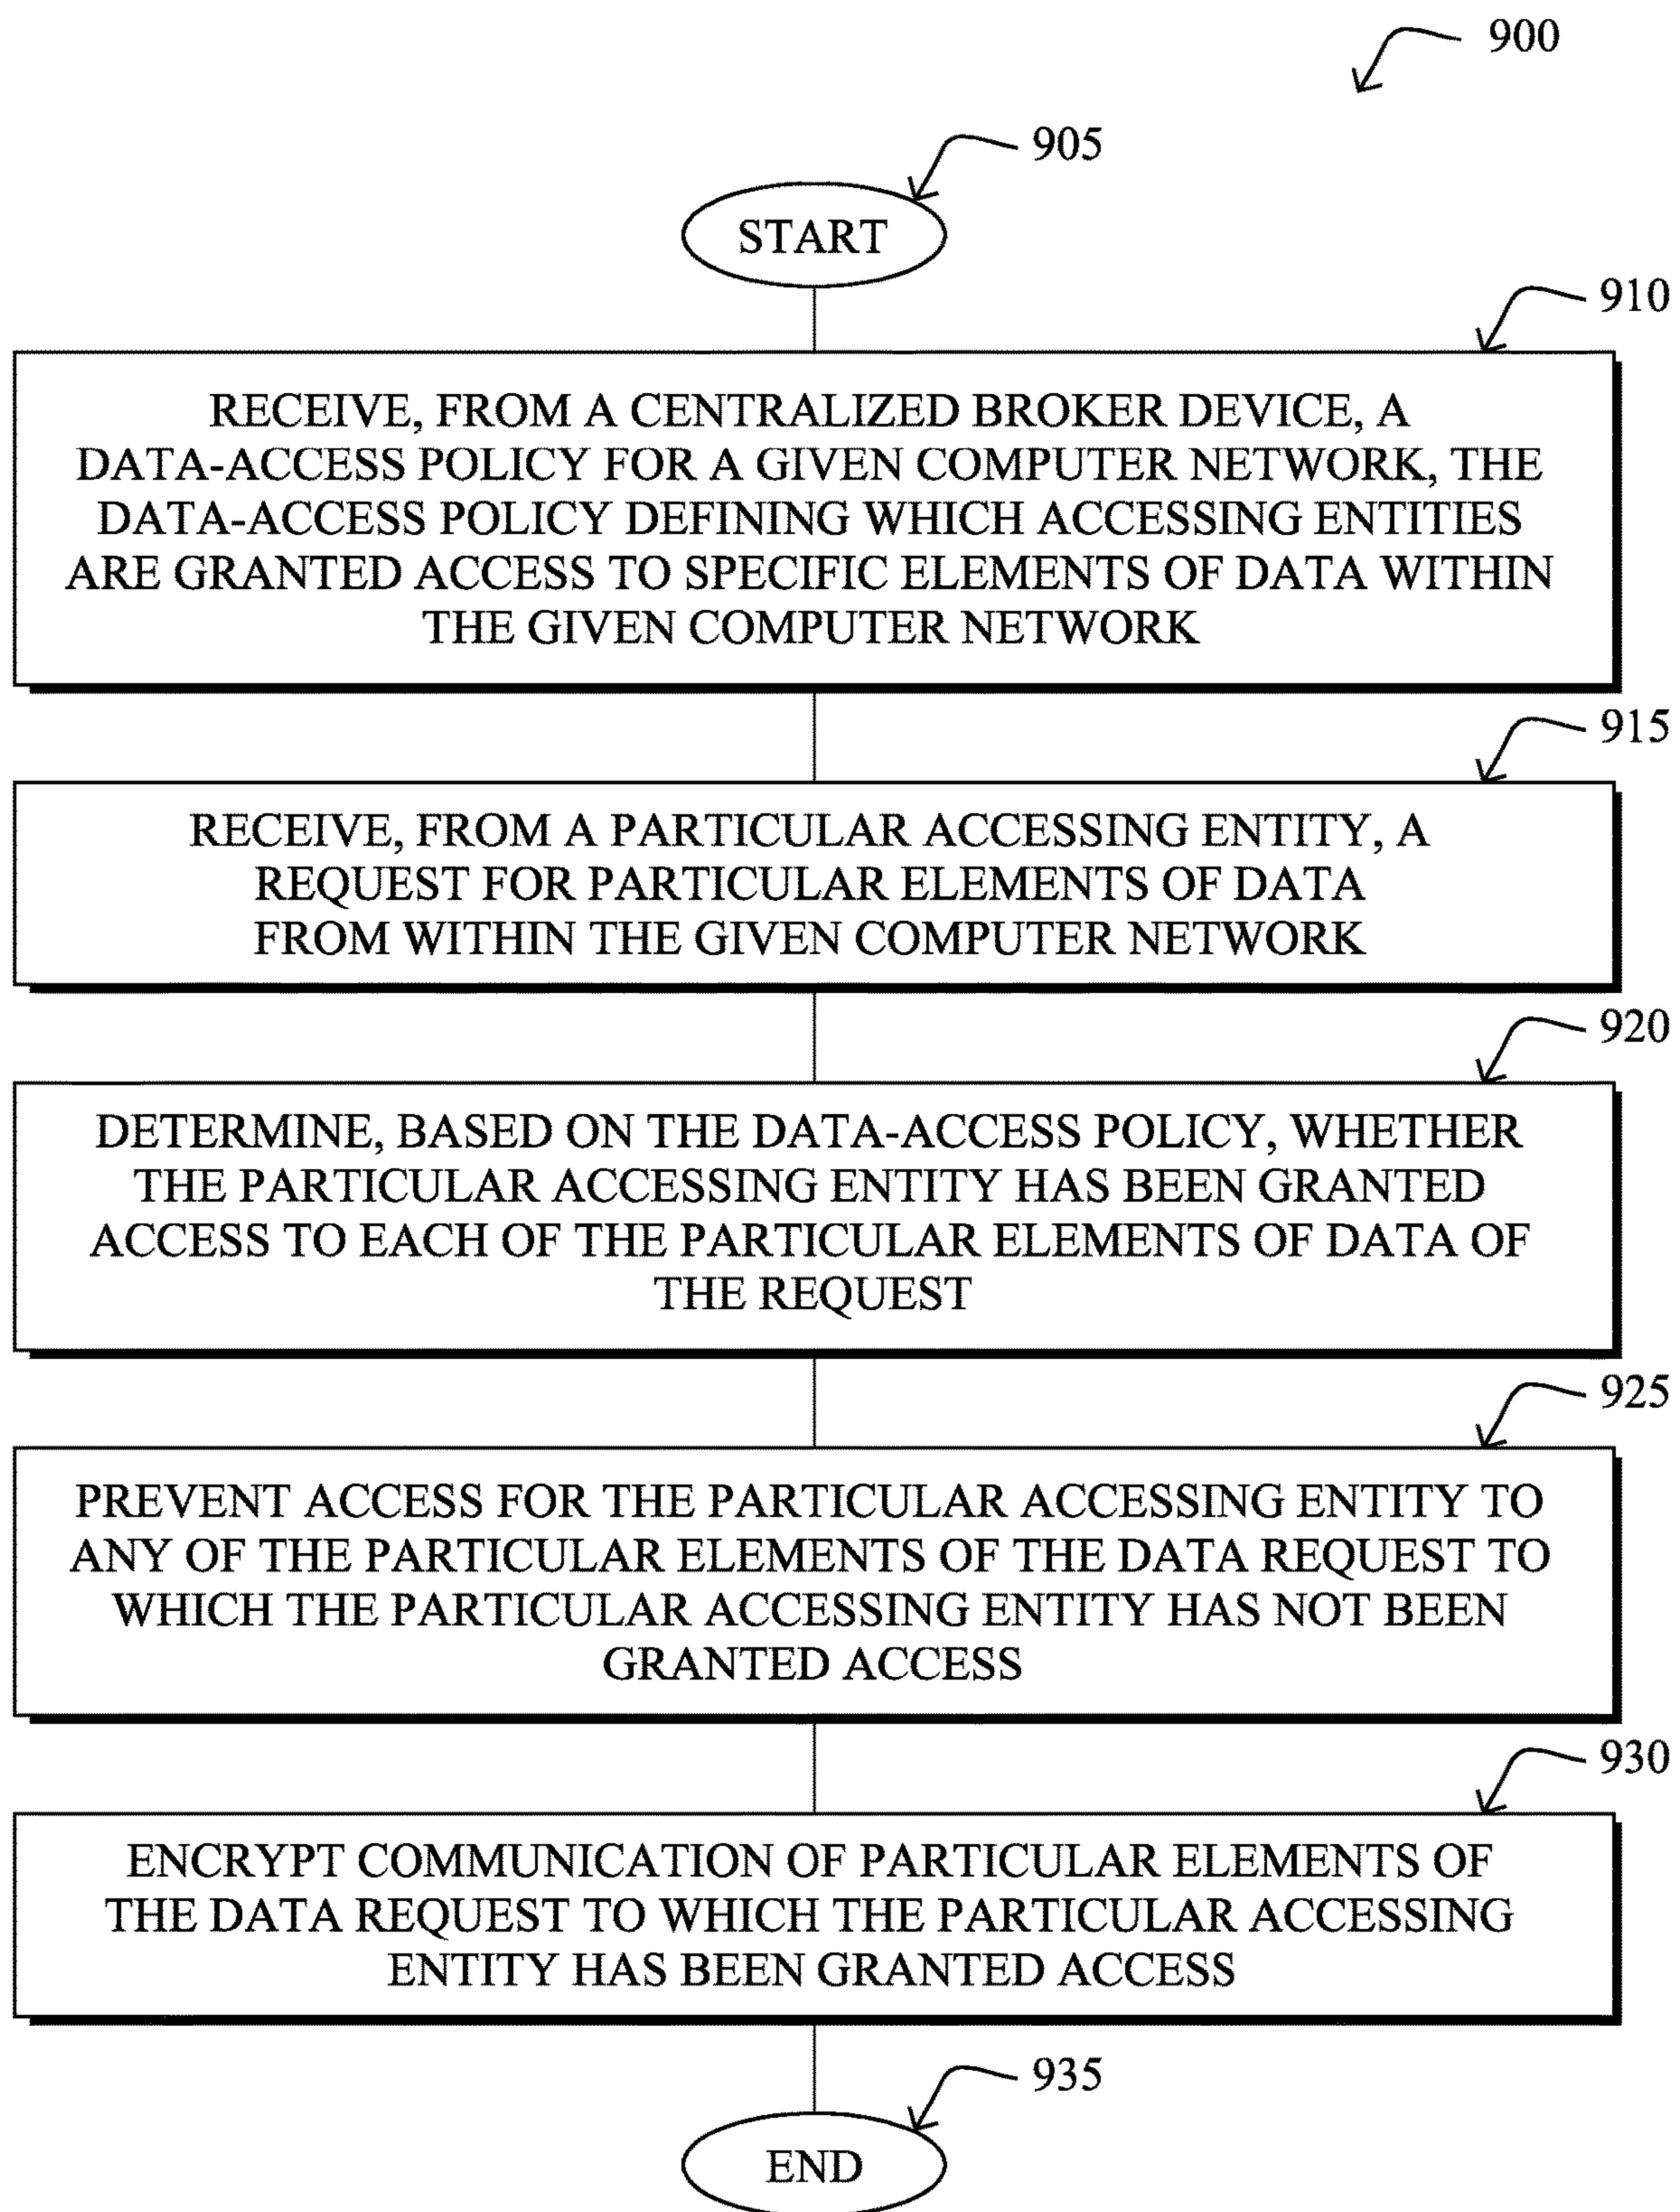 900
905
START
910
RECEIVE, FROM A CENTRALIZED BROKER DEVICE, A
DATA-ACCESS POLICY FOR A GIVEN COMPUTER NETWORK, THE
DATA-ACCESS POLICY DEFINING WHICH ACCESSING ENTITIES
ARE GRANTED ACCESS TO SPECIFIC ELEMENTS OF DATA WITHIN
THE GIVEN COMPUTER NETWORK
915
RECEIVE, FROM A PARTICULAR ACCESSING ENTITY, A
REQUEST FOR PARTICULAR ELEMENTS OF DATA
FROM WITHIN THE GIVEN COMPUTER NETWORK
920
DETERMINE, BASED ON THE DATA-ACCESS POLICY, WHETHER
THE PARTICULAR ACCESSING ENTITY HAS BEEN GRANTED
ACCESS TO EACH OF THE PARTICULAR ELEMENTS OF DATA OF
THE REQUEST
925
PREVENT ACCESS FOR THE PARTICULAR ACCESSING ENTITY TO
ANY OF THE PARTICULAR ELEMENTS OF THE DATA REQUEST TO
WHICH THE PARTICULAR ACCESSING ENTITY HAS NOT BEEN
GRANTED ACCESS
930
ENCRYPT COMMUNICATION OF PARTICULAR ELEMENTS OF
THE DATA REQUEST TO WHICH THE PARTICULAR ACCESSING
ENTITY HAS BEEN GRANTED ACCESS
935
END